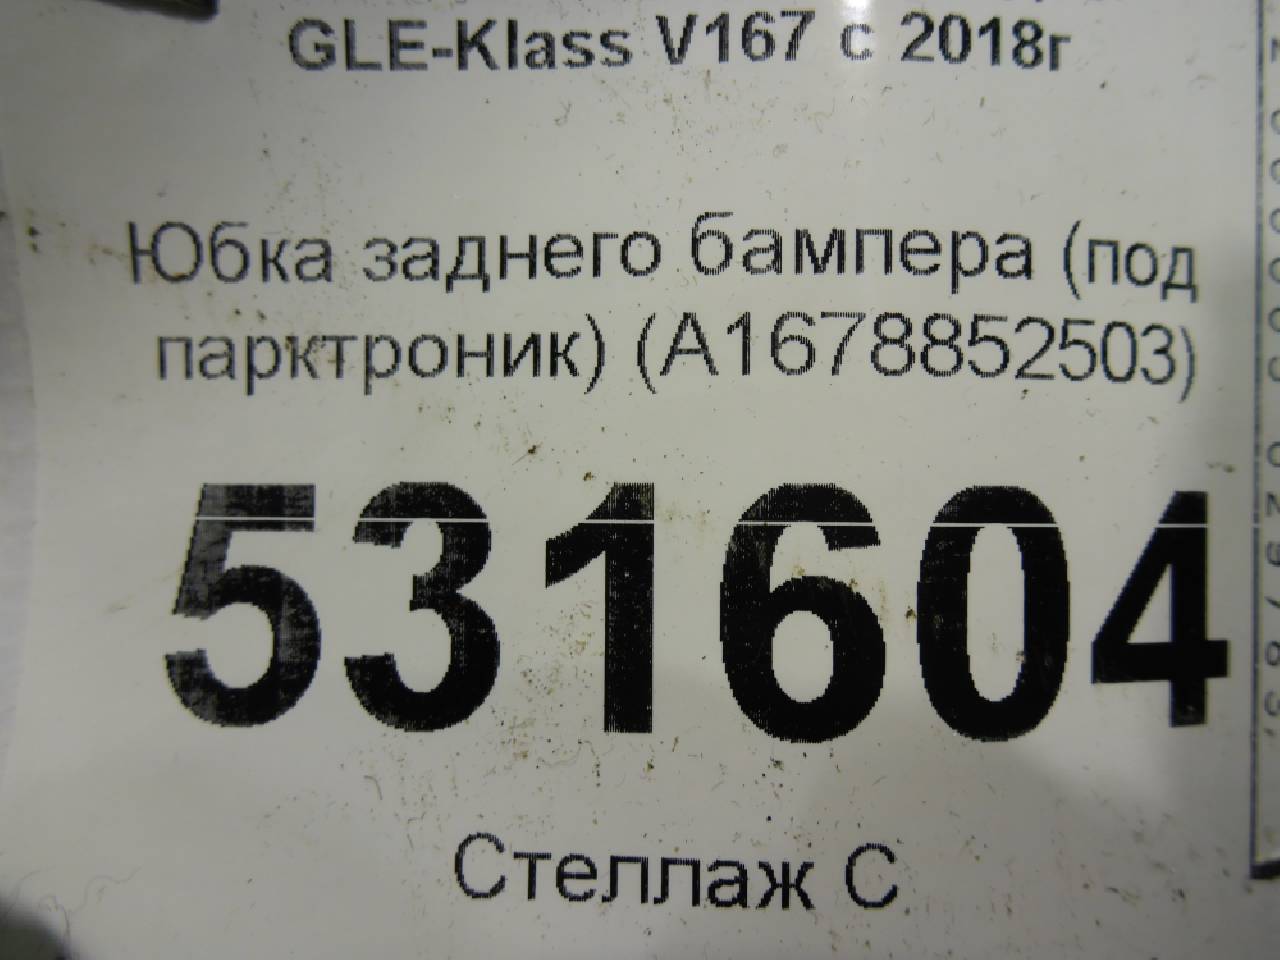 GLE-Klass V167 с 2018г
Юбка заднего бампера (под
парктроник) (A1678852503)
531604
Стеллаж С